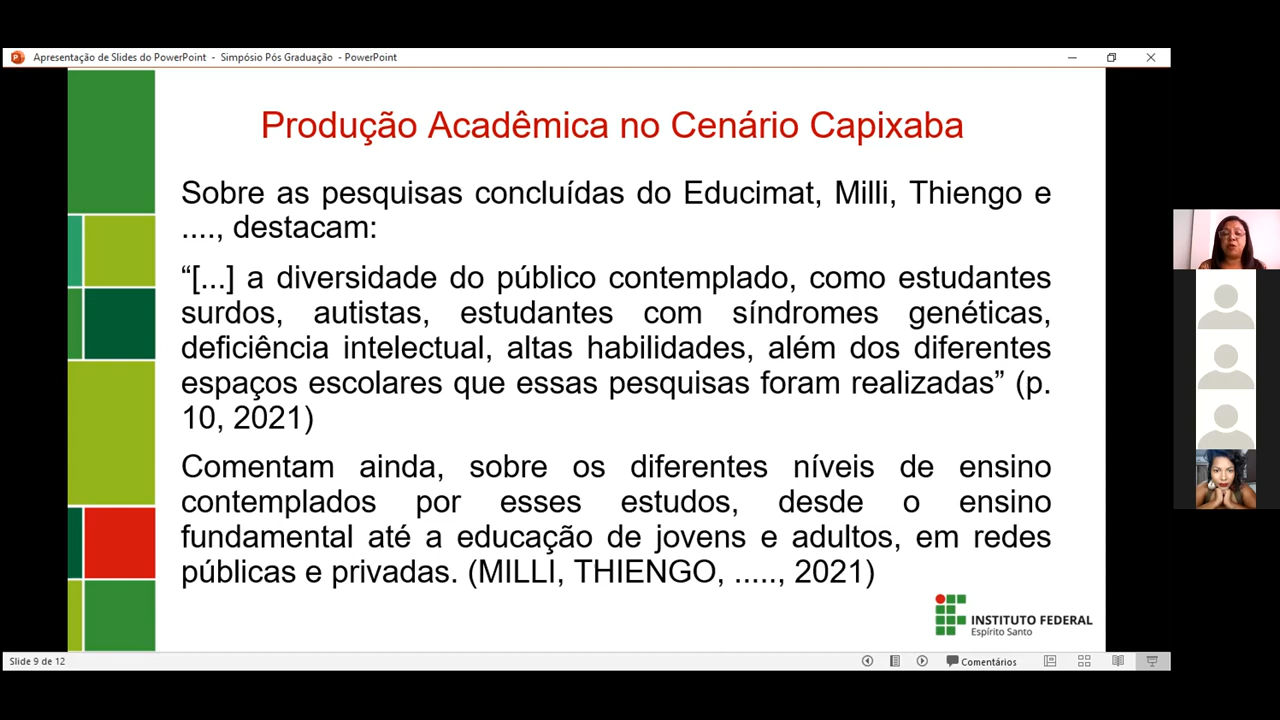 Apresentação de Slides do PowerPoint - Simpósio Pós Graduação - PowerPoint
Produção Acadêmica no Cenário Capixaba
Sobre as pesquisas concluídas do Educimat, Milli, Thiengo e
...., destacam:
“[...] a diversidade do público contemplado, como estudantes
surdos, autistas, estudantes com síndromes genéticas,
deficiência intelectual, altas habilidades, além dos diferentes
espaços escolares que essas pesquisas foram realizadas” (p.
10, 2021)
Comentam ainda, sobre os diferentes níveis de ensino
contemplados por esses estudos, desde o ensino
fundamental até a educação de jovens e adultos, em redes
públicas e privadas. (MILLI, THIENGO, ....., 2021)
INSTITUTO FEDERAL
Espírito Santo
Slide 9 de 12
Comentários